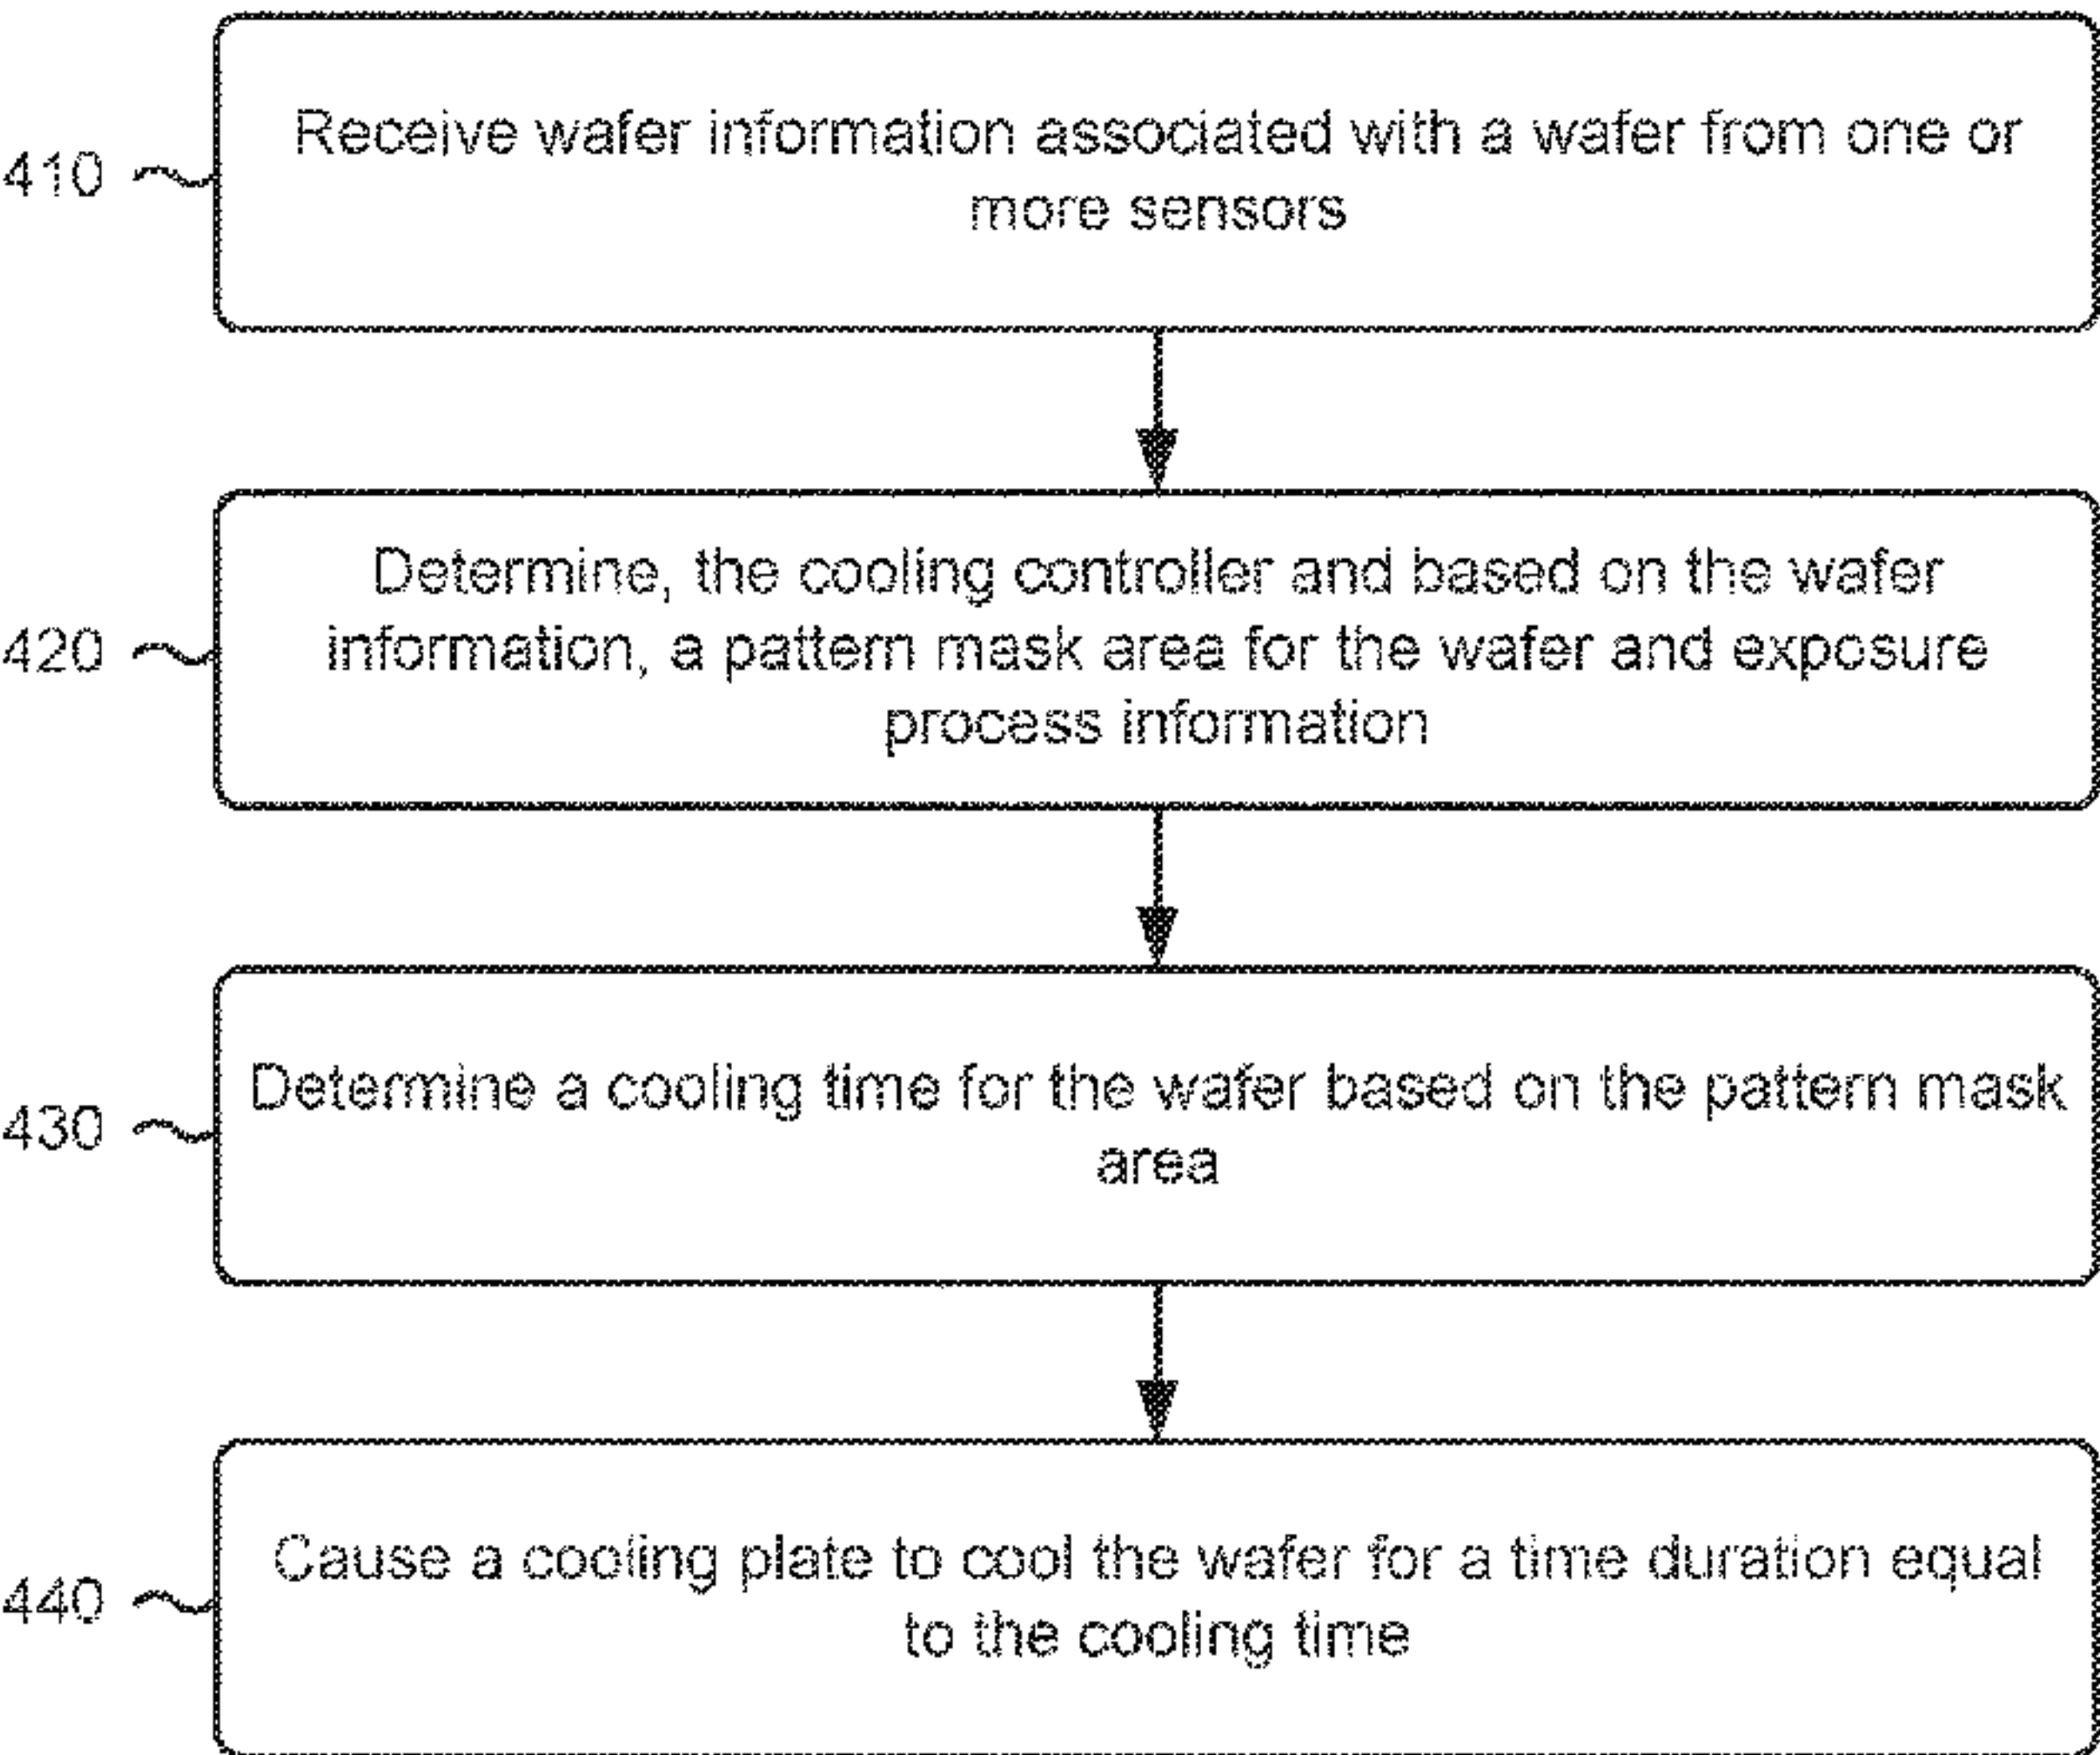 410
Receive wafer information associated with a wafer from one or
more sensors
420
Determine, the cooling controller and based on the wafer
information, a pattern mask area for the wafer and exposure
process information
430
Determine a cooling time for the wafer based on the pattern mask
area
440
Cause a cooling plate to cool the wafer for a time duration equal
to the cooling time